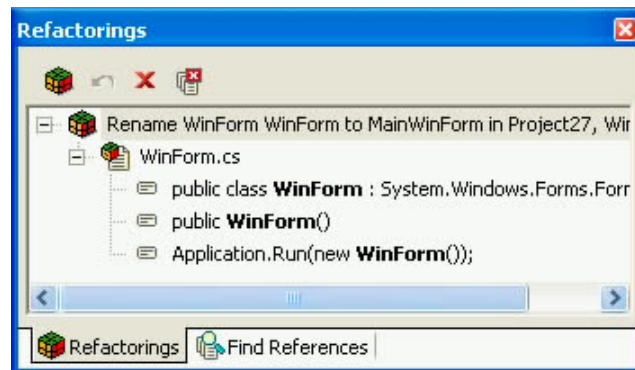 Refactorings
Rename WinForm WinForm to MainWinForm in Project27, Wir
WinForm.cs
public class WinForm : System.Windows.Forms.Forr
public WinForm()
Application.Run(new WinForm());
Refactorings Find References